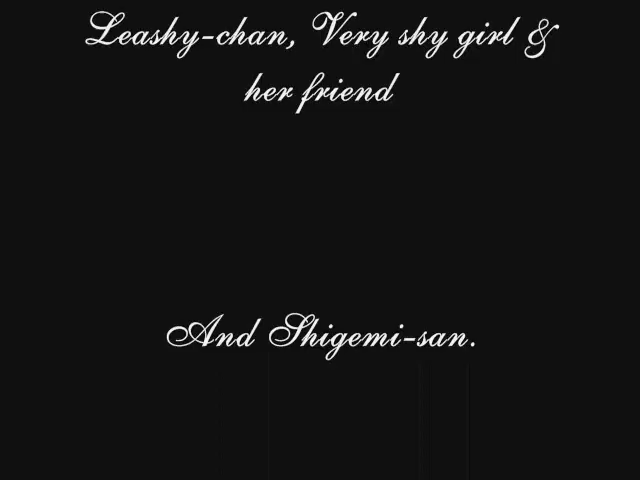 Leashy-chan, Very shy girl &
her friend
And Shigemi-san.